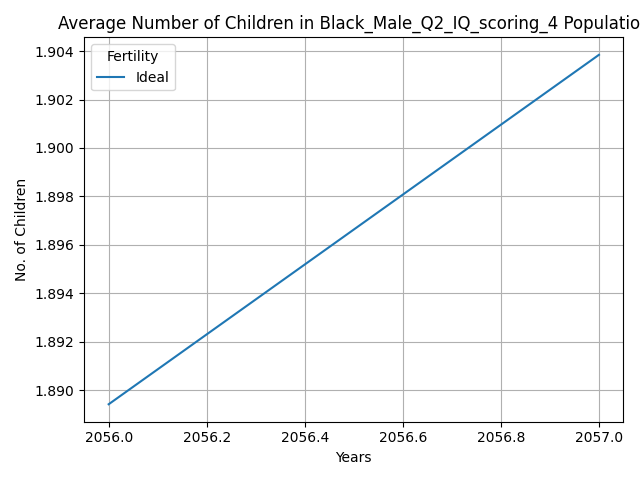 Average Number of Children in Black_Male_Q2_IQ_scoring_4 Populatio
Fertility
Ideal
No. of Children
1.904
1.902
1.900
1.898
1.896
1.894
1.892
1.890
2056.0 2056.2 2056.4 2056.6 2056.8 2057.0
Years